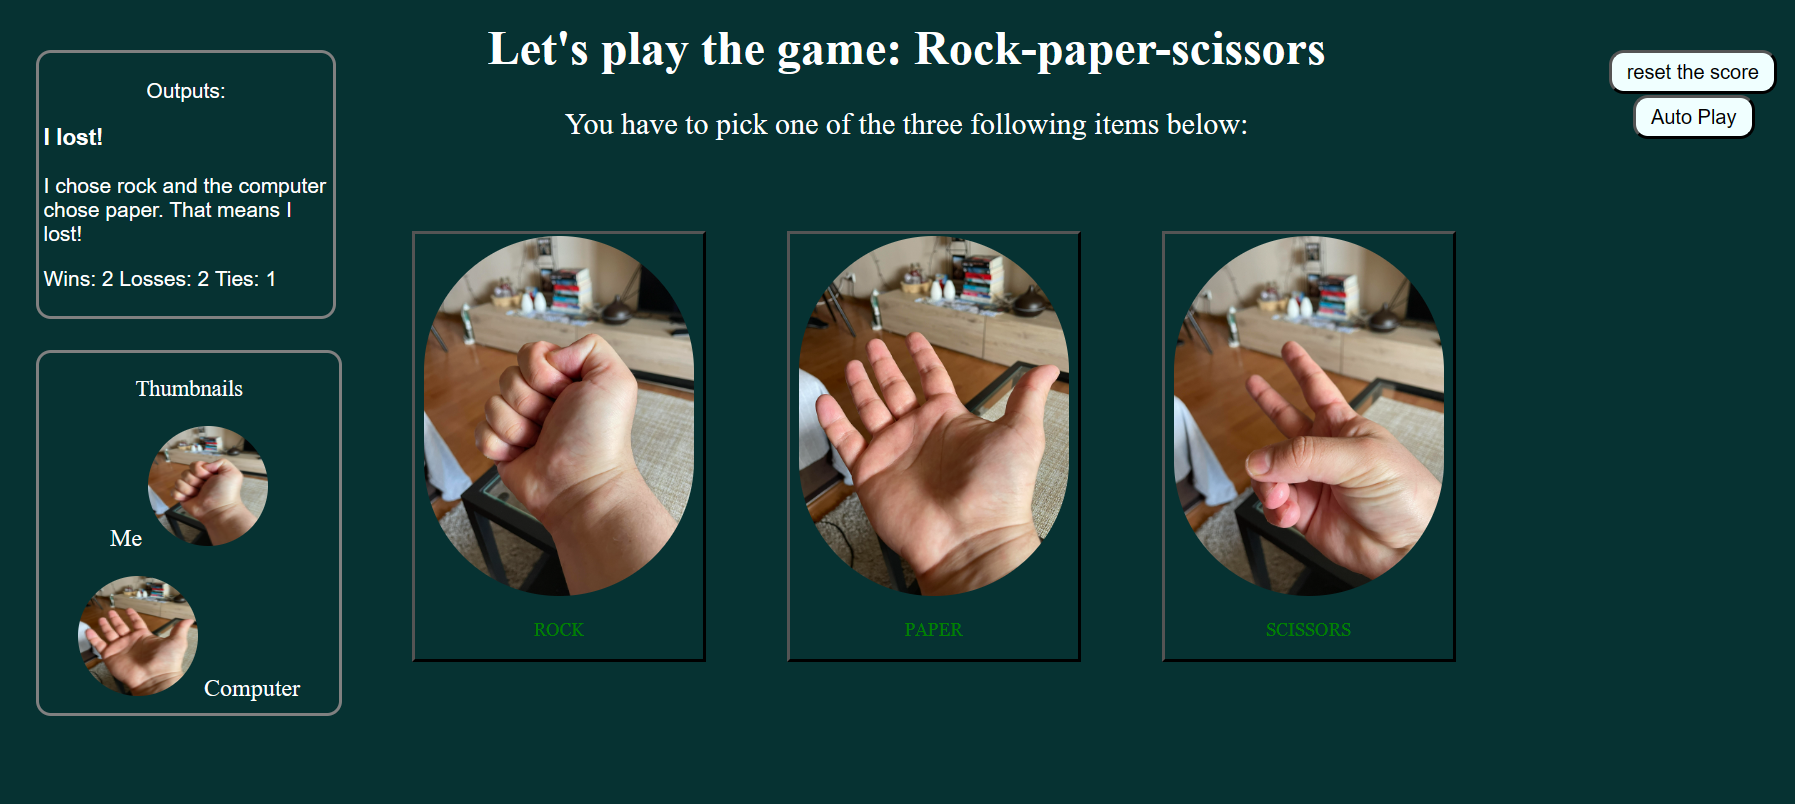 Let's play the game: Rock-paper-scissors
You have to pick one of the three following items below:
reset the score
Auto Play
Outputs:
I lost!
I chose rock and the computer
chose paper. That means I
lost!
Wins: 2 Losses: 2 Ties: 1
Thumbnails
Me
Computer
ROCK
PAPER
SCISSORS